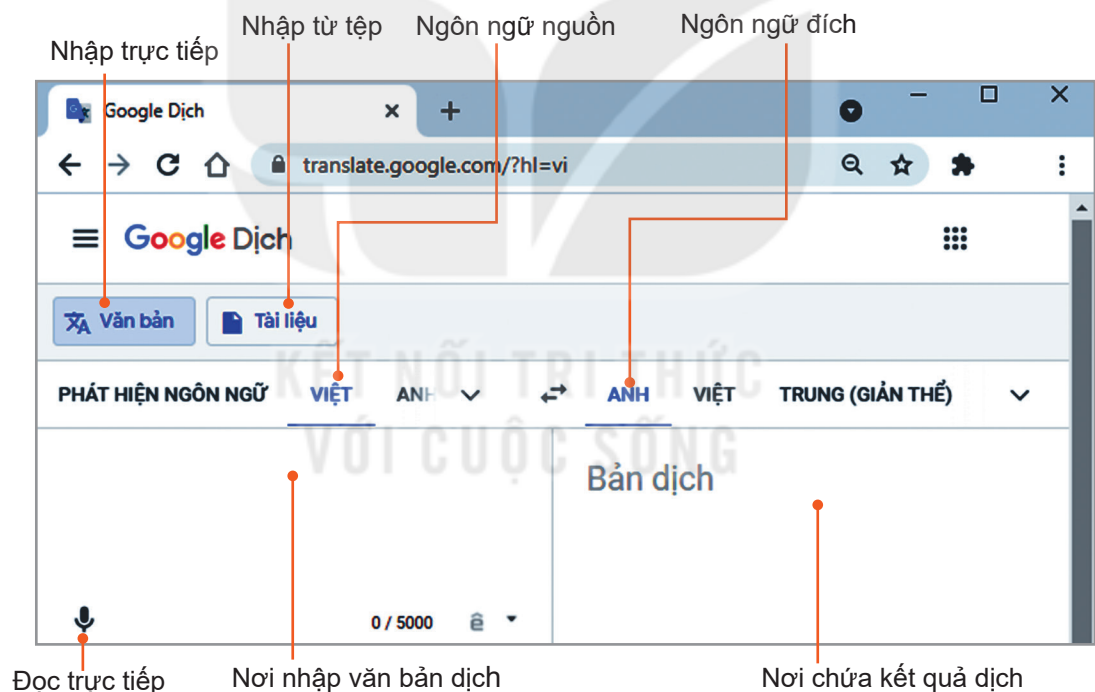 Nhập từ tệp Ngôn ngữ nguồn Ngôn ngữ đích
Nhập trực tiếp
Google Dịch
translate.google.com/?hl=vi
Google Dịch
Văn bản Tài liệu
KẾT NỐI TRI THỨC
PHÁT HIỆN NGÔN NGỮ VIỆT ANH ANH VIỆT TRUNG (GIẢN THỂ)
VỚI CUỘC SỐNG
Bản dịch
0 / 5000 ê
Đọc trực tiếp Nơi nhập văn bản dịch Nơi chứa kết quả dịch